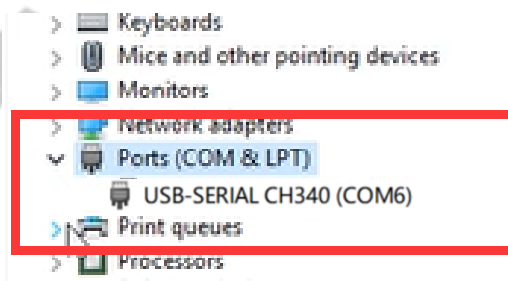 Keyboards
Mice and other pointing devices
Monitors
Network adapters
Ports (COM & LPT)
USB-SERIAL CH340 (COM6)
Print queues
Processors